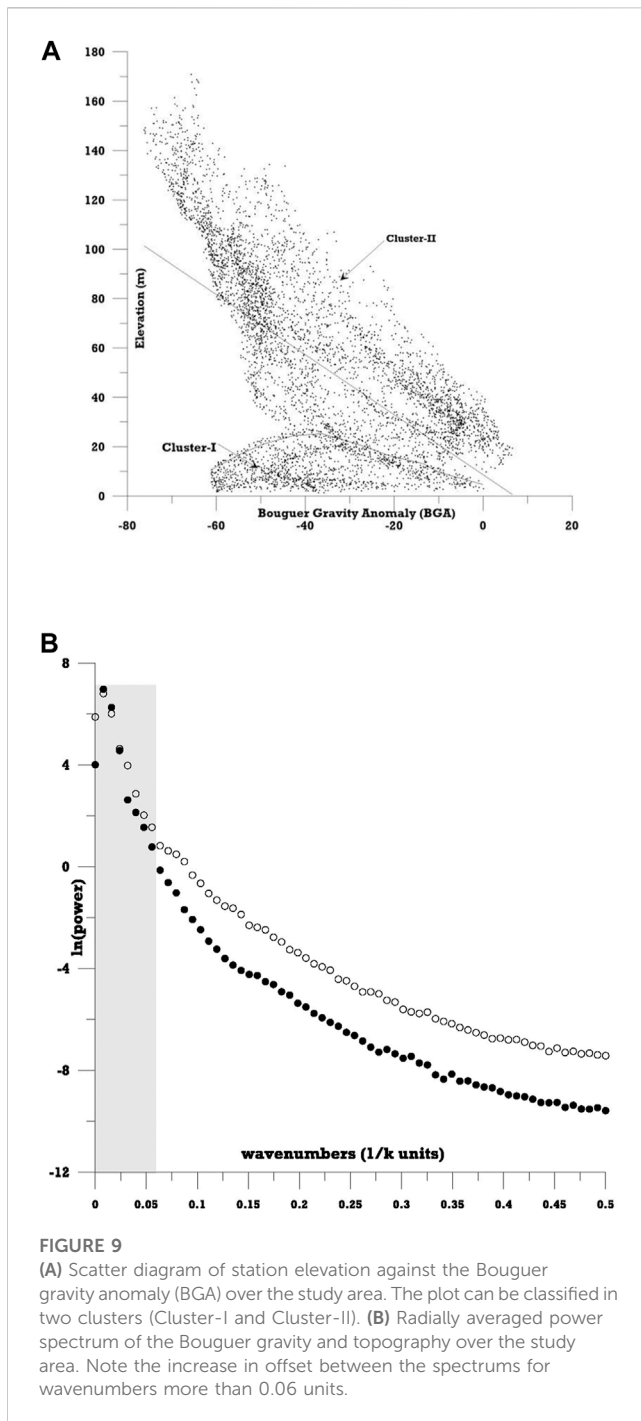 A
180
160
140
120
100
80
60
40
20
0
Elevation (m)
Cluster-II
Cluster-I
-80
-60
-40
-20
0
20
Bouguer Gravity Anomaly (BGA)
B
8
4
0
-4
-8
-12
ln(power)
wavenumbers (1/k units)
0
0.05
0.1
0.15
0.2
0.25
0.3
0.35
0.4
0.45
0.5
FIGURE 9
(A) Scatter diagram of station elevation against the Bouguer
gravity anomaly (BGA) over the study area. The plot can be classified in
two clusters (Cluster-I and Cluster-II). (B) Radially averaged power
spectrum of the Bouguer gravity and topography over the study
area. Note the increase in offset between the spectrums for
wavenumbers more than 0.06 units.